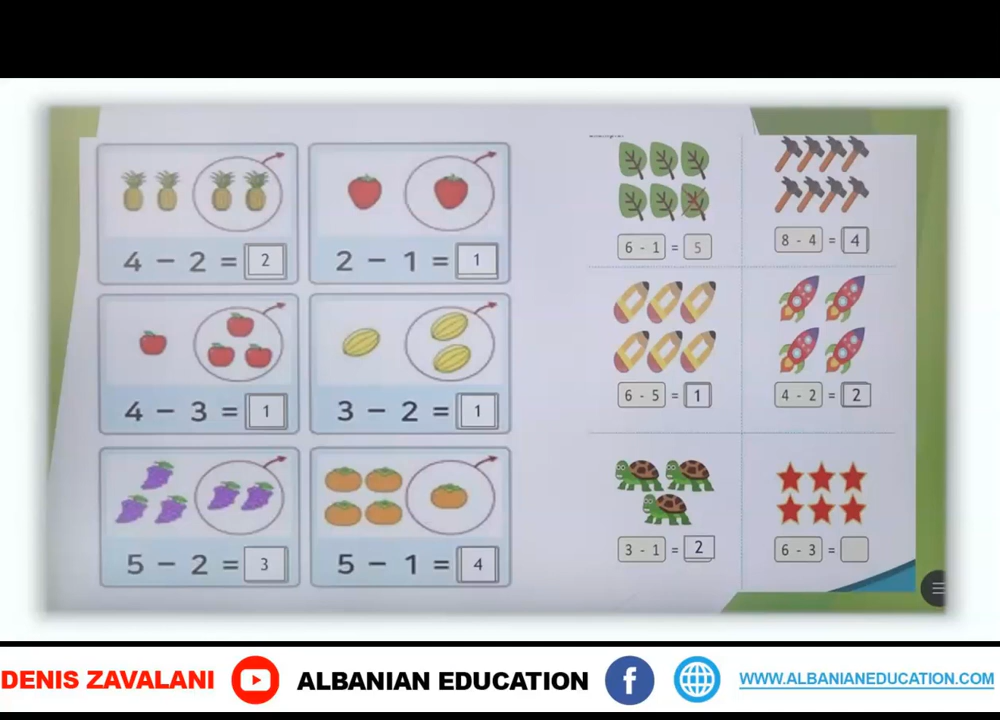 4 - 2 = 2
2 - 1 = 1
4 - 3 = 1
3 - 2 = 1
5 - 2 = 3
5 - 1 = 4
6 - 1 = 5
8 - 4 = 4
6 - 5 = 1
4 - 2 = 2
3 - 1 = 2
6 - 3 =
DENIS ZAVALANI
ALBANIAN EDUCATION
WWW.ALBANIANEDUCATION.COM